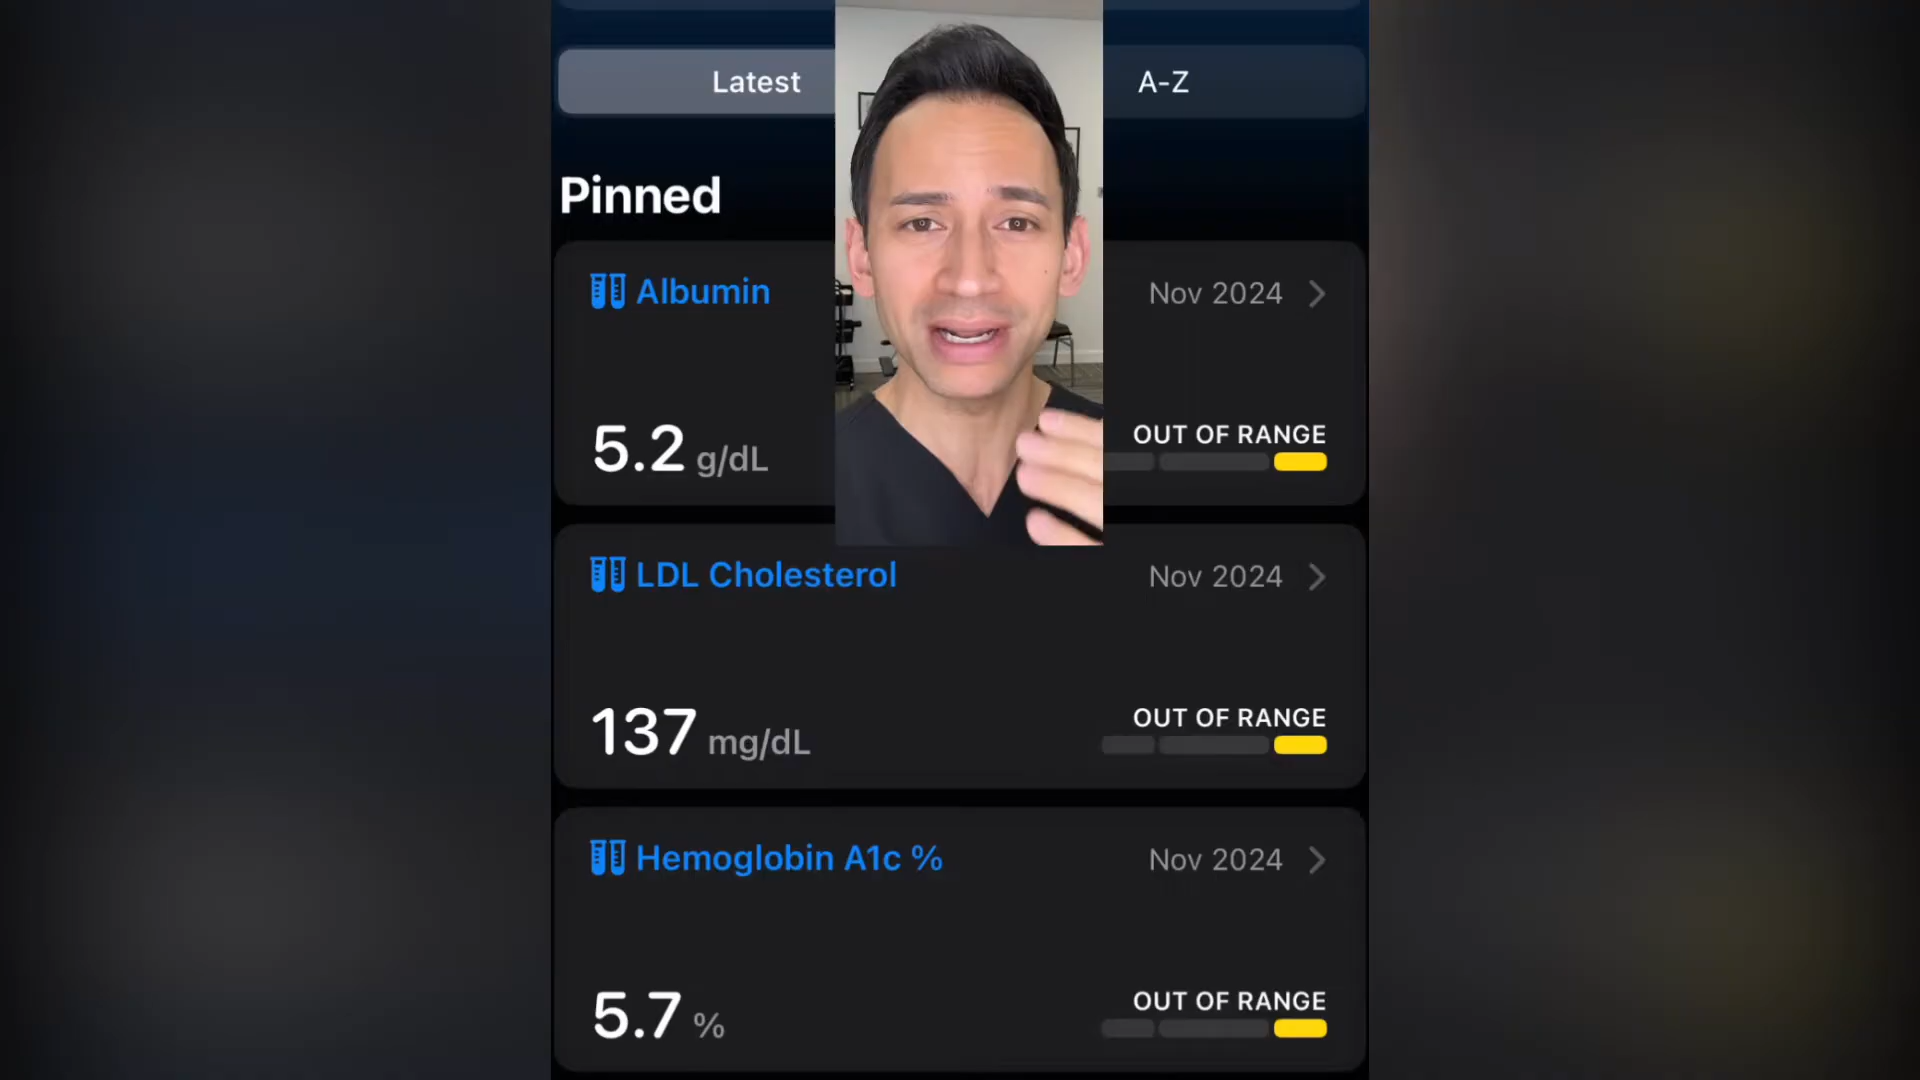 Latest
A-Z
Pinned
Albumin
Nov 2024
5.2 g/dL
OUT OF RANGE
LDL Cholesterol
Nov 2024
137 mg/dL
OUT OF RANGE
Hemoglobin A1c %
Nov 2024
5.7 %
OUT OF RANGE